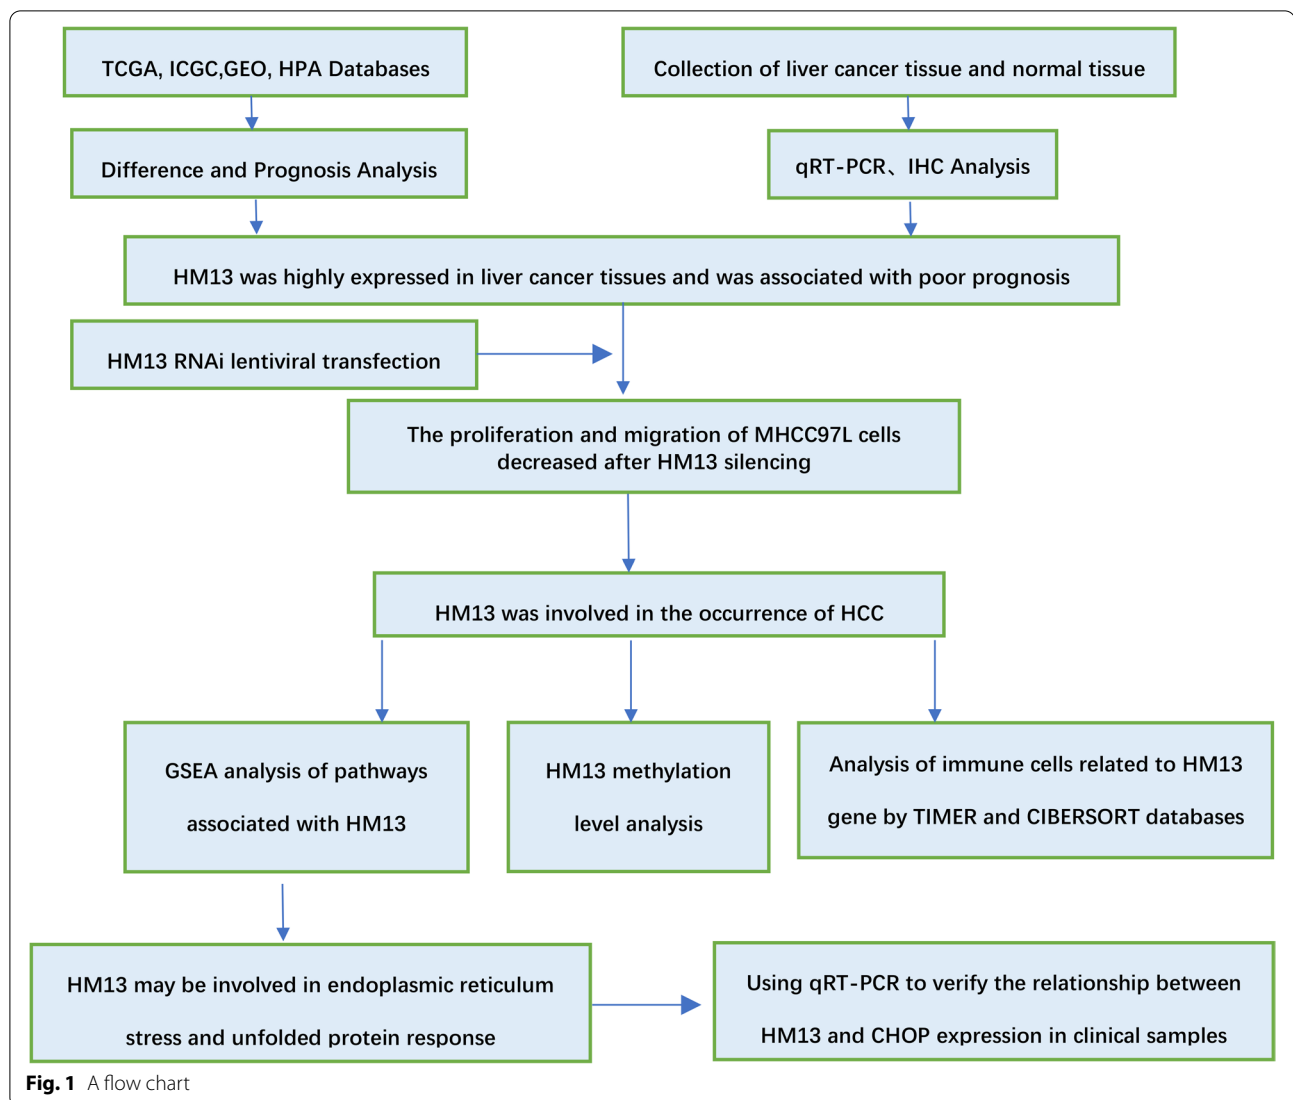 TCGA, ICGC,GEO, HPA Databases
Collection of liver cancer tissue and normal tissue
Difference and Prognosis Analysis
qRT-PCR、IHC Analysis
HM13 was highly expressed in liver cancer tissues and was associated with poor prognosis
HM13 RNAi lentiviral transfection
The proliferation and migration of MHCC97L cells
decreased after HM13 silencing
HM13 was involved in the occurrence of HCC
GSEA analysis of pathways
associated with HM13
HM13 methylation
level analysis
Analysis of immune cells related to HM13
gene by TIMER and CIBERSORT databases
HM13 may be involved in endoplasmic reticulum
stress and unfolded protein response
Using qRT-PCR to verify the relationship between
HM13 and CHOP expression in clinical samples
Fig. 1 A flow chart